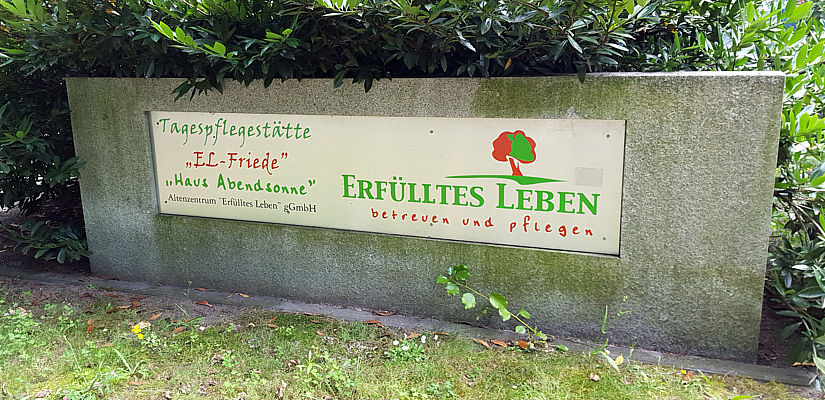 Tagespflegestätte
„EL-Friede”
„Haus Abendsonne”
Altenzentrum "Erfülltes Leben" gGmbH
ERFÜLLTES LEBEN
betreuen und pflegen